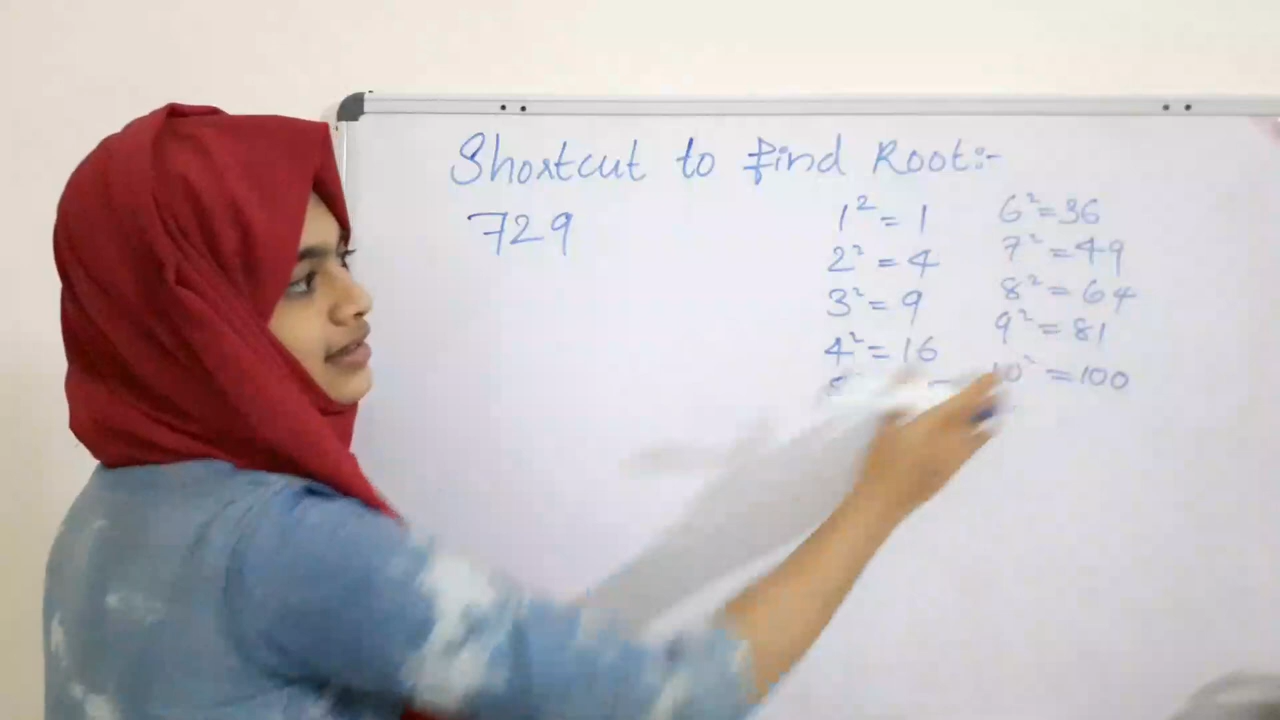 Shortcut to find Root:-
729
1² = 1
2² = 4
3² = 9
4² = 16
6² = 36
7² = 49
8² = 64
9² = 81
10² = 100